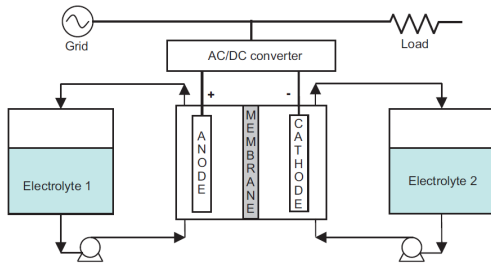 Grid
Load
AC/DC converter
+
-
ANODE
MEMBRANE
CATHODE
Electrolyte 1
Electrolyte 2